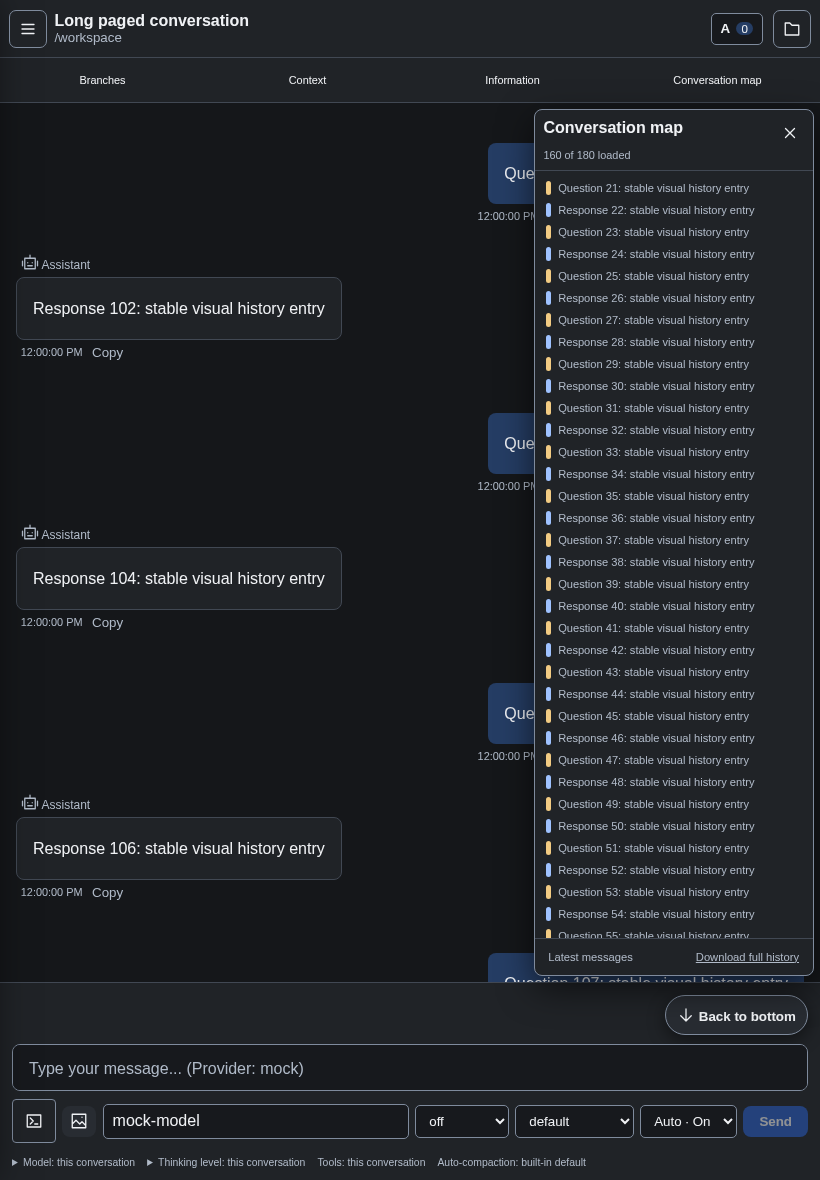 Long paged conversation
/workspace
A 0
Branches Context Information Conversation map
Que
12:00:00 PM
Assistant
Response 102: stable visual history entry
12:00:00 PM Copy
Que
12:00:00 PM
Assistant
Response 104: stable visual history entry
12:00:00 PM Copy
Que
12:00:00 PM
Assistant
Response 106: stable visual history entry
12:00:00 PM Copy
Question 107: stable visual history entry
Conversation map
160 of 180 loaded
Question 21: stable visual history entry
Response 22: stable visual history entry
Question 23: stable visual history entry
Response 24: stable visual history entry
Question 25: stable visual history entry
Response 26: stable visual history entry
Question 27: stable visual history entry
Response 28: stable visual history entry
Question 29: stable visual history entry
Response 30: stable visual history entry
Question 31: stable visual history entry
Response 32: stable visual history entry
Question 33: stable visual history entry
Response 34: stable visual history entry
Question 35: stable visual history entry
Response 36: stable visual history entry
Question 37: stable visual history entry
Response 38: stable visual history entry
Question 39: stable visual history entry
Response 40: stable visual history entry
Question 41: stable visual history entry
Response 42: stable visual history entry
Question 43: stable visual history entry
Response 44: stable visual history entry
Question 45: stable visual history entry
Response 46: stable visual history entry
Question 47: stable visual history entry
Response 48: stable visual history entry
Question 49: stable visual history entry
Response 50: stable visual history entry
Question 51: stable visual history entry
Response 52: stable visual history entry
Question 53: stable visual history entry
Response 54: stable visual history entry
Question 55: stable visual history entry
Latest messages Download full history
Back to bottom
Type your message... (Provider: mock)
mock-model off default Auto · On Send
Model: this conversation Thinking level: this conversation Tools: this conversation Auto-compaction: built-in default